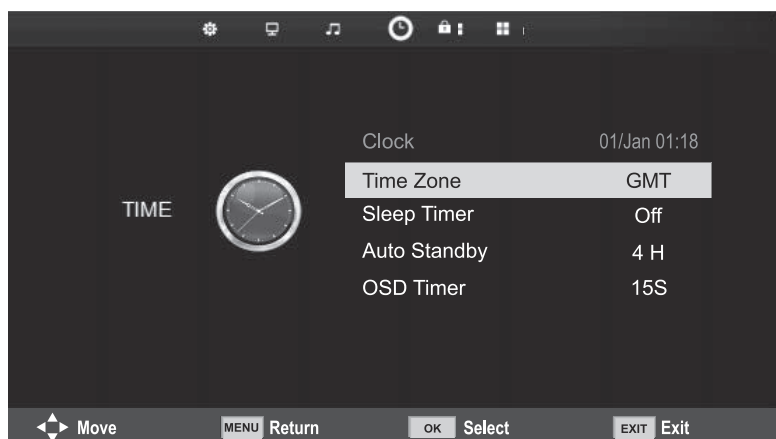 Clock 01/Jan 01:18
Time Zone GMT
TIME
Sleep Timer Off
Auto Standby 4 H
OSD Timer 15S
Move MENU Return OK Select EXIT Exit